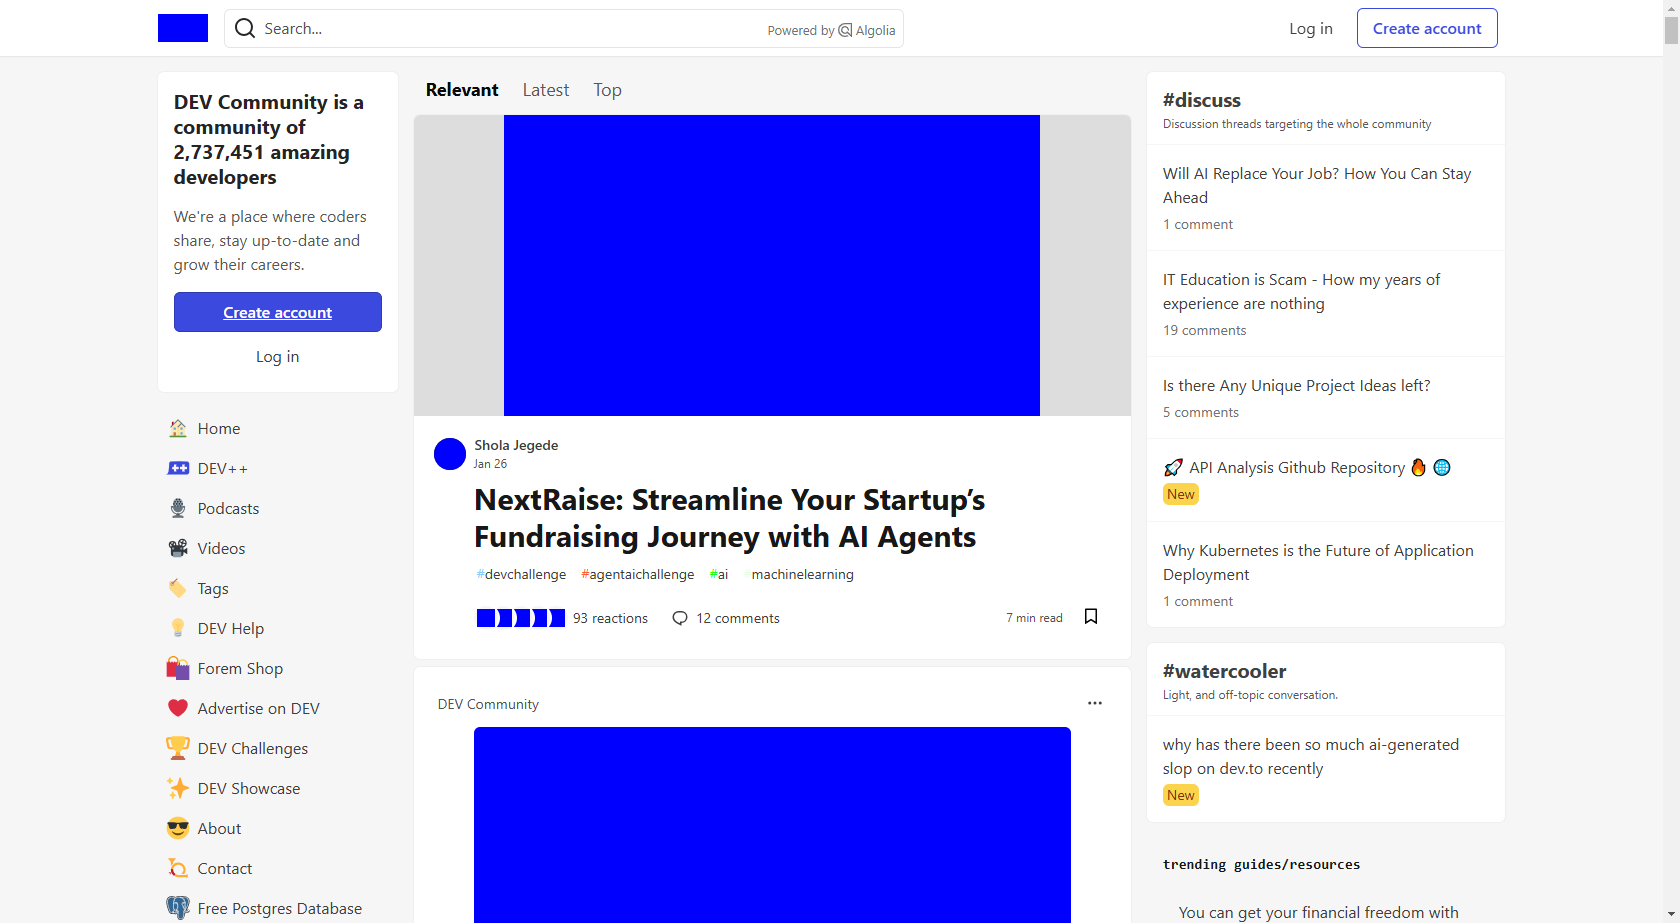 Search...
Powered by Algolia
Log in
Create account
DEV Community is a
community of
2,737,451 amazing
developers
We're a place where coders
share, stay up-to-date and
grow their careers.
Create account
Log in
Home
DEV++
Podcasts
Videos
Tags
DEV Help
Forem Shop
Advertise on DEV
DEV Challenges
DEV Showcase
About
Contact
Free Postgres Database
Relevant Latest Top
Shola Jegede
Jan 26
NextRaise: Streamline Your Startup’s
Fundraising Journey with AI Agents
#devchallenge #agentaichallenge #ai #machinelearning
93 reactions 12 comments 7 min read
DEV Community
#discuss
Discussion threads targeting the whole community
Will AI Replace Your Job? How You Can Stay
Ahead
1 comment
IT Education is Scam - How my years of
experience are nothing
19 comments
Is there Any Unique Project Ideas left?
5 comments
🚀 API Analysis Github Repository 🔥 🌐
New
Why Kubernetes is the Future of Application
Deployment
1 comment
#watercooler
Light, and off-topic conversation.
why has there been so much ai-generated
slop on dev.to recently
New
trending guides/resources
You can get your financial freedom with